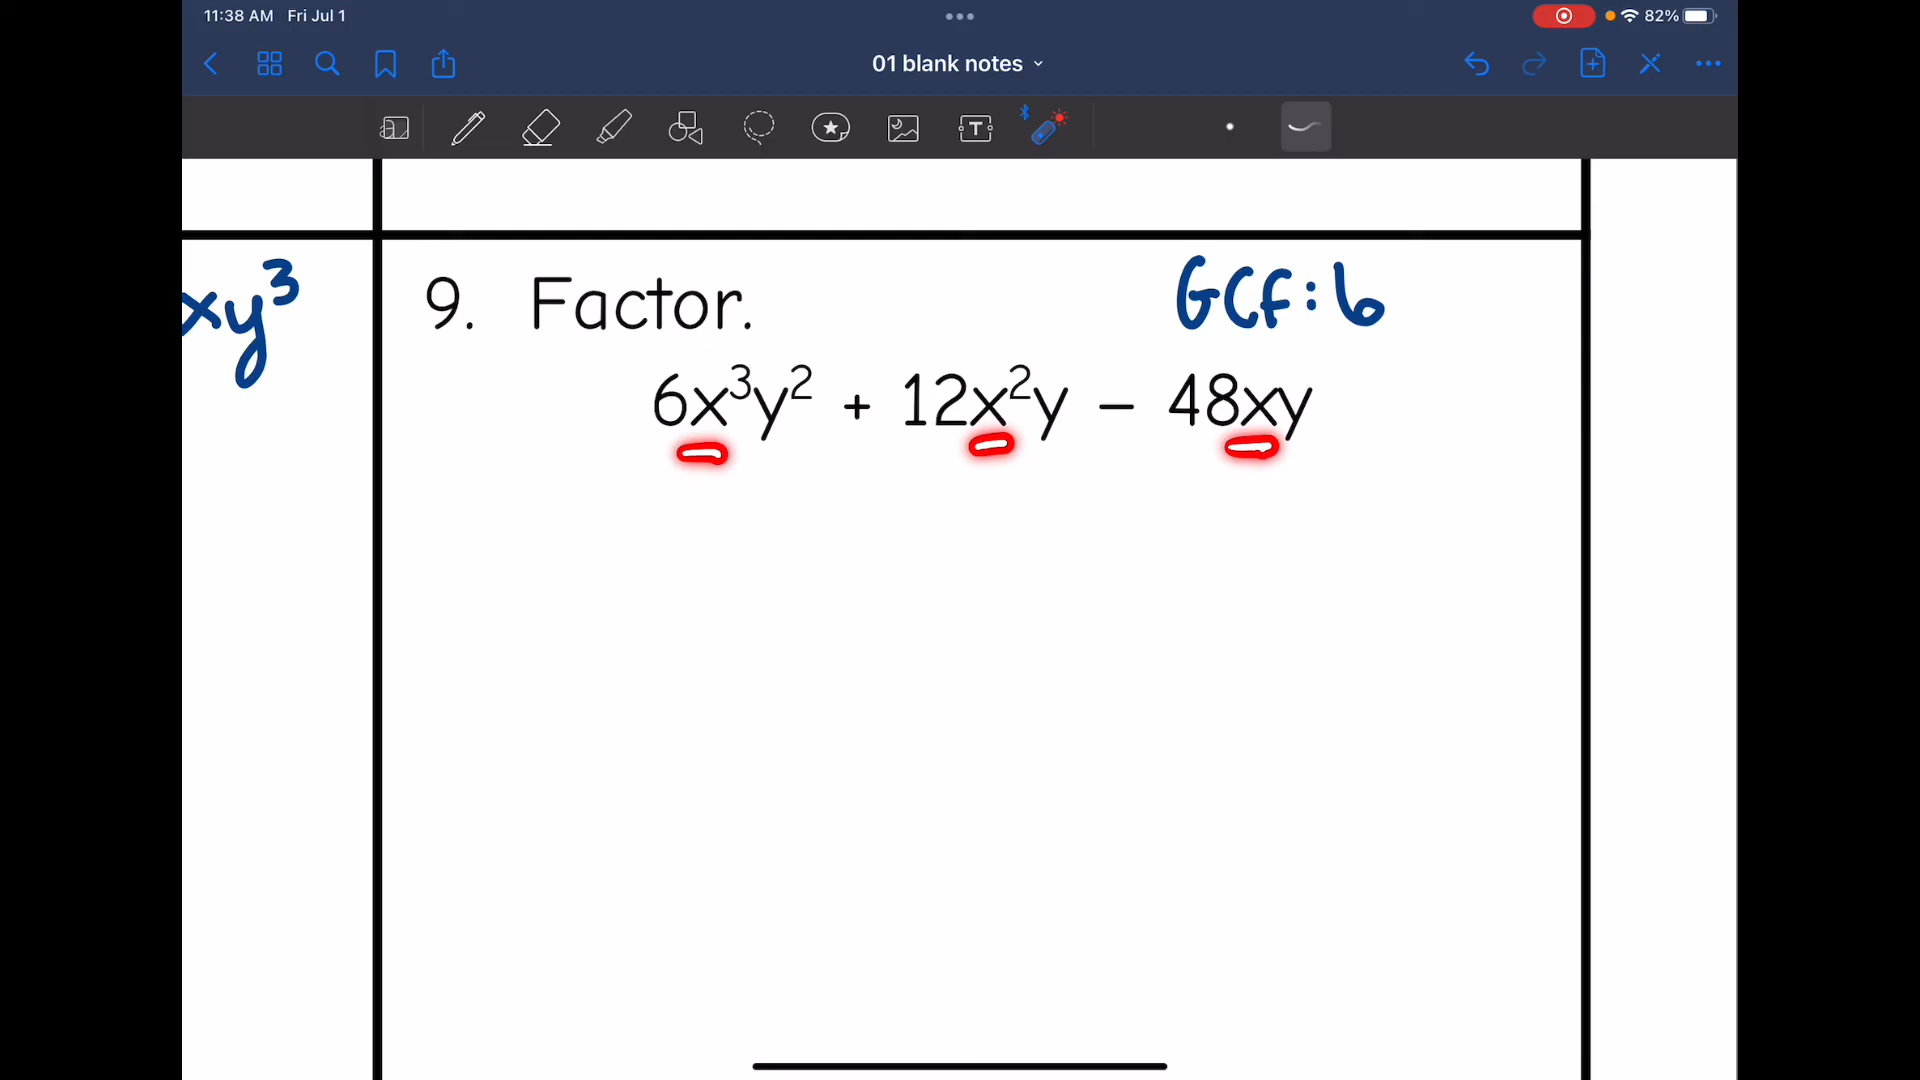 11:38 AM Fri Jul 1
82%
01 blank notes
T
xy³
9. Factor.
GCF: 6
6x³y² + 12x²y − 48xy